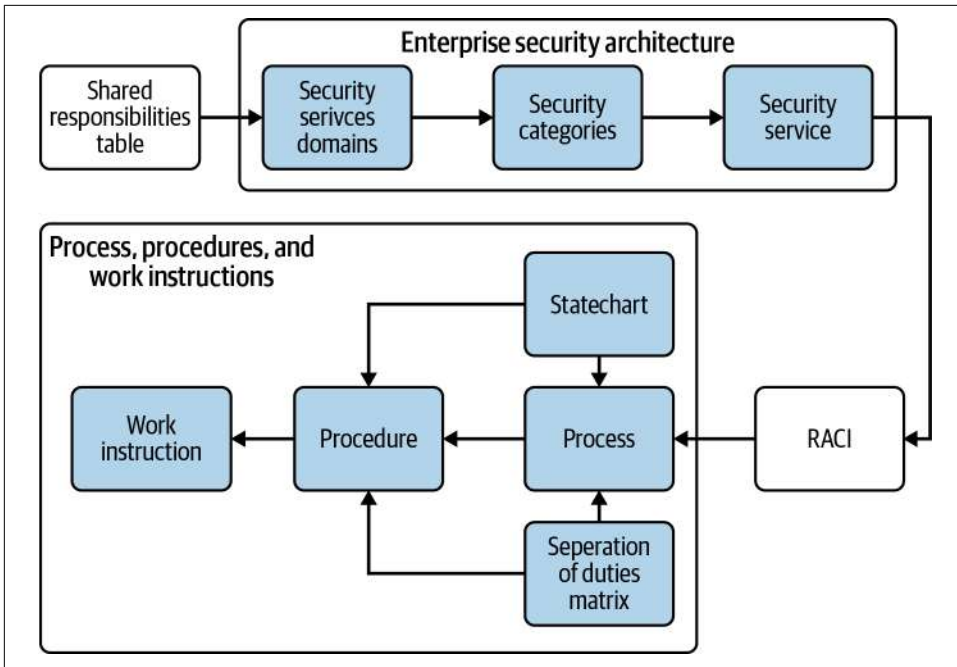 Enterprise security architecture
Shared
responsibilities
table
Security
serivces
domains
Security
categories
Security
service
Process, procedures, and
work instructions
Statechart
Work
instruction
Procedure
Process
RACI
Seperation
of duties
matrix